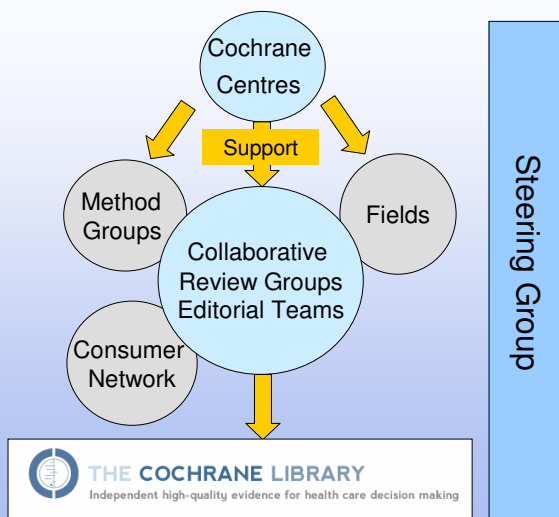 Cochrane
Centres
Support
Method
Groups
Fields
Collaborative
Review Groups
Editorial Teams
Consumer
Network
Steering Group
THE COCHRANE LIBRARY
Independent high-quality evidence for health care decision making